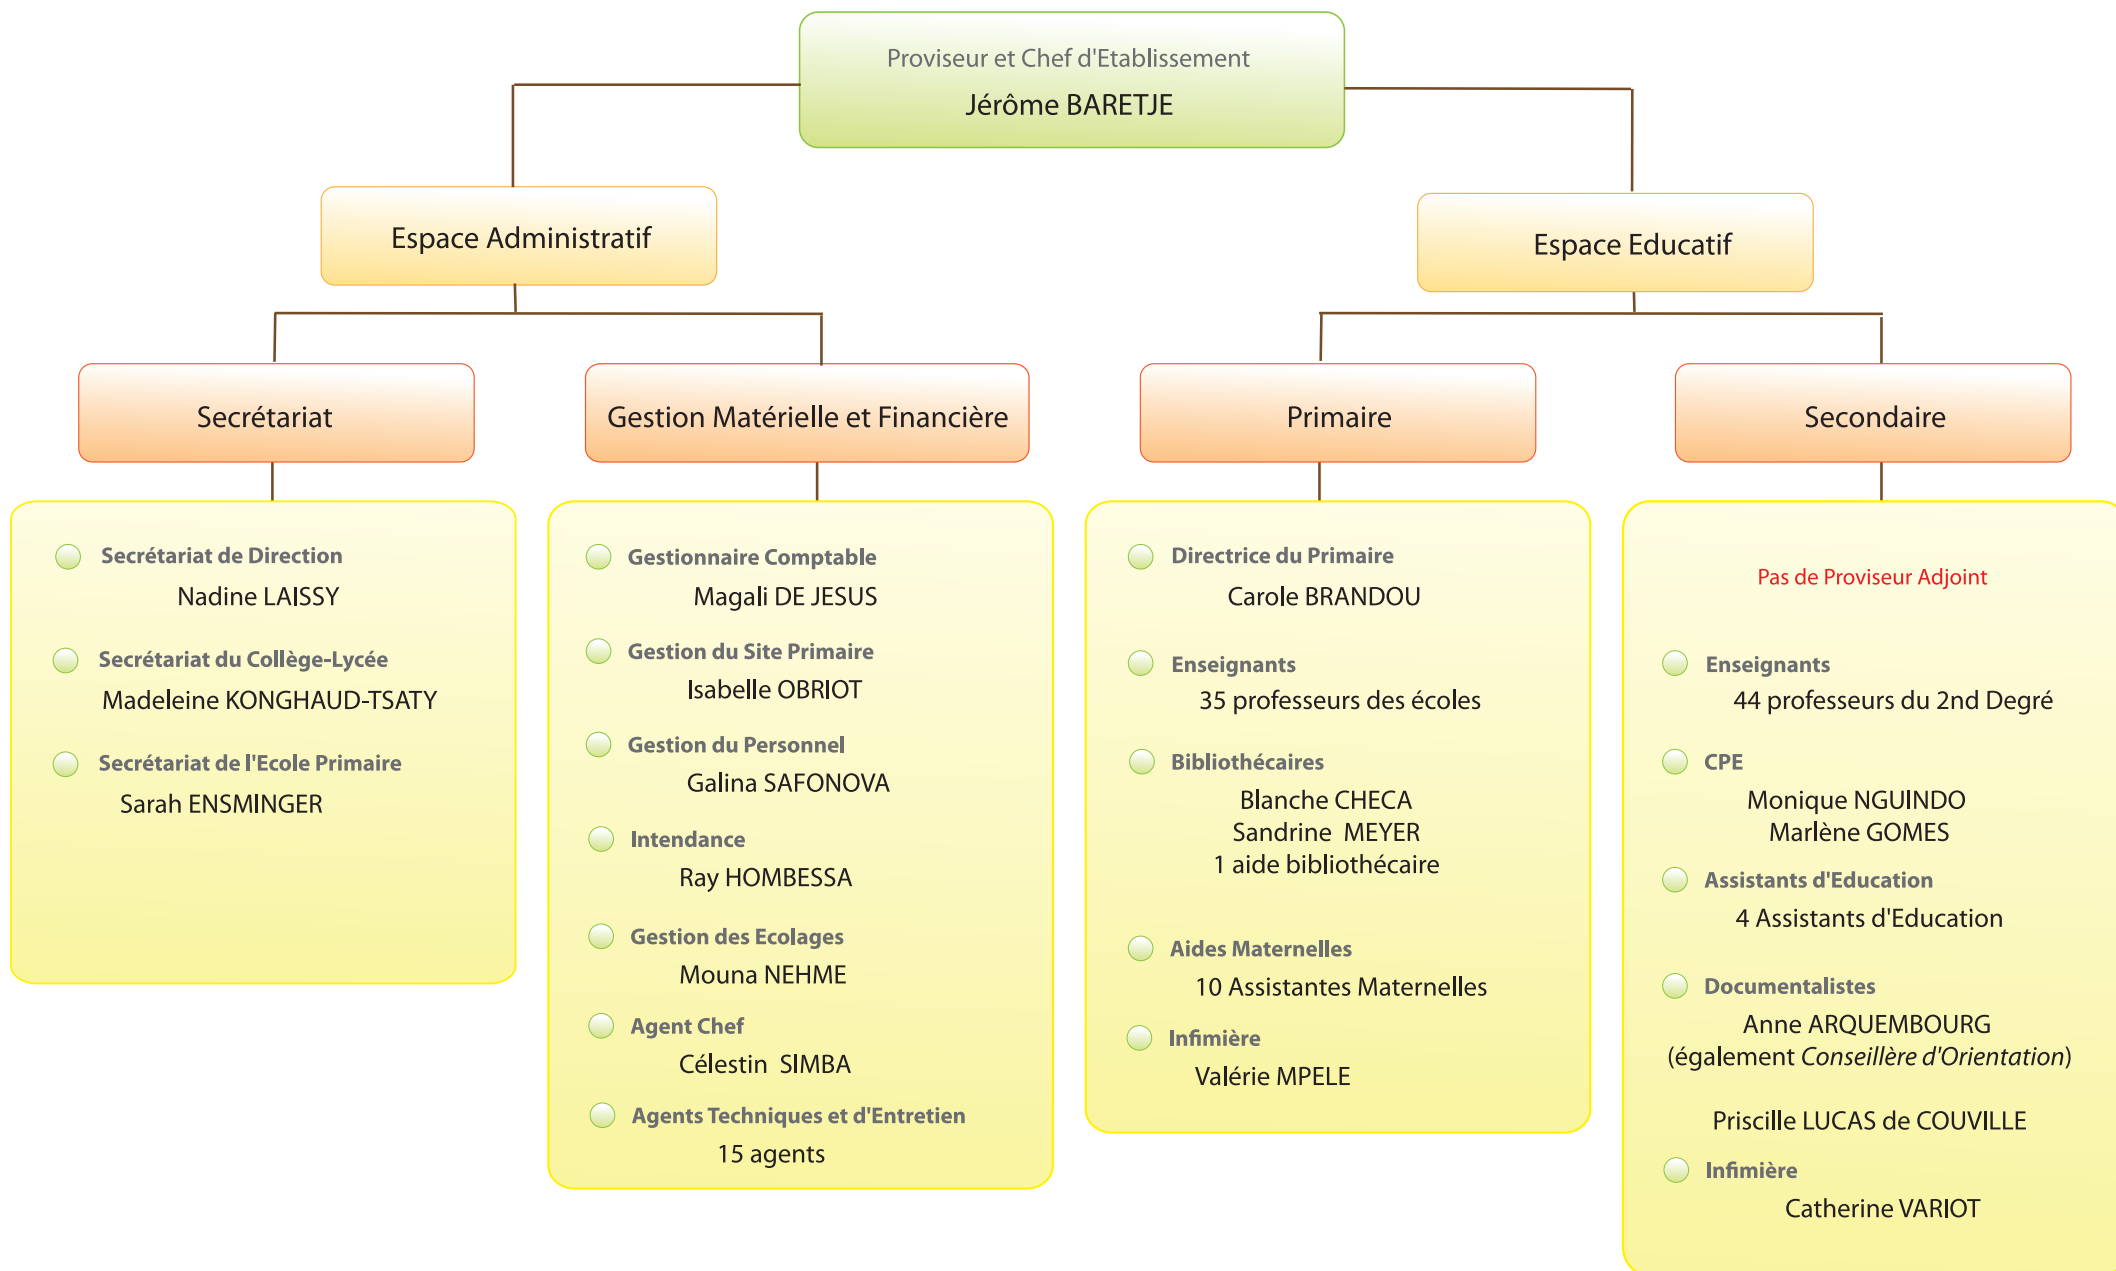 Proviseur et Chef d'Etablissement
Jérôme BARETJE
Espace Administratif
Espace Educatif
Secrétariat
Gestion Matérielle et Financière
Primaire
Secondaire
Secrétariat de Direction
Nadine LAISSY
Secrétariat du Collège-Lycée
Madeleine KONGHAUD-TSATY
Secrétariat de l'Ecole Primaire
Sarah ENSMINGER
Gestionnaire Comptable
Magali DE JESUS
Gestion du Site Primaire
Isabelle OBRIOT
Gestion du Personnel
Galina SAFONOVA
Intendance
Ray HOMBESSA
Gestion des Ecolages
Mouna NEHME
Agent Chef
Célestin SIMBA
Agents Techniques et d'Entretien
15 agents
Directrice du Primaire
Carole BRANDOU
Enseignants
35 professeurs des écoles
Bibliothécaires
Blanche CHECA
Sandrine MEYER
1 aide bibliothécaire
Aides Maternelles
10 Assistantes Maternelles
Infimière
Valérie MPELE
Pas de Proviseur Adjoint
Enseignants
44 professeurs du 2nd Degré
CPE
Monique NGUINDO
Marlène GOMES
Assistants d'Education
4 Assistants d'Education
Documentalistes
Anne ARQUEMBOURG
(également Conseillère d'Orientation)
Priscille LUCAS de COUVILLE
Infimière
Catherine VARIOT